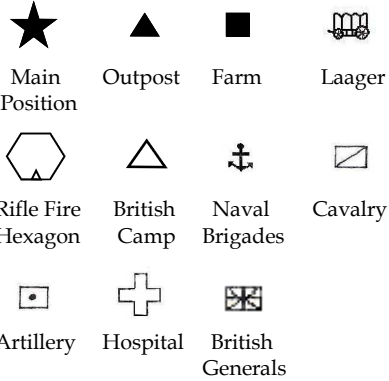 Main Outpost Farm Laager
Position
Rifle Fire British Naval Cavalry
Hexagon Camp Brigades
Artillery Hospital British
Generals